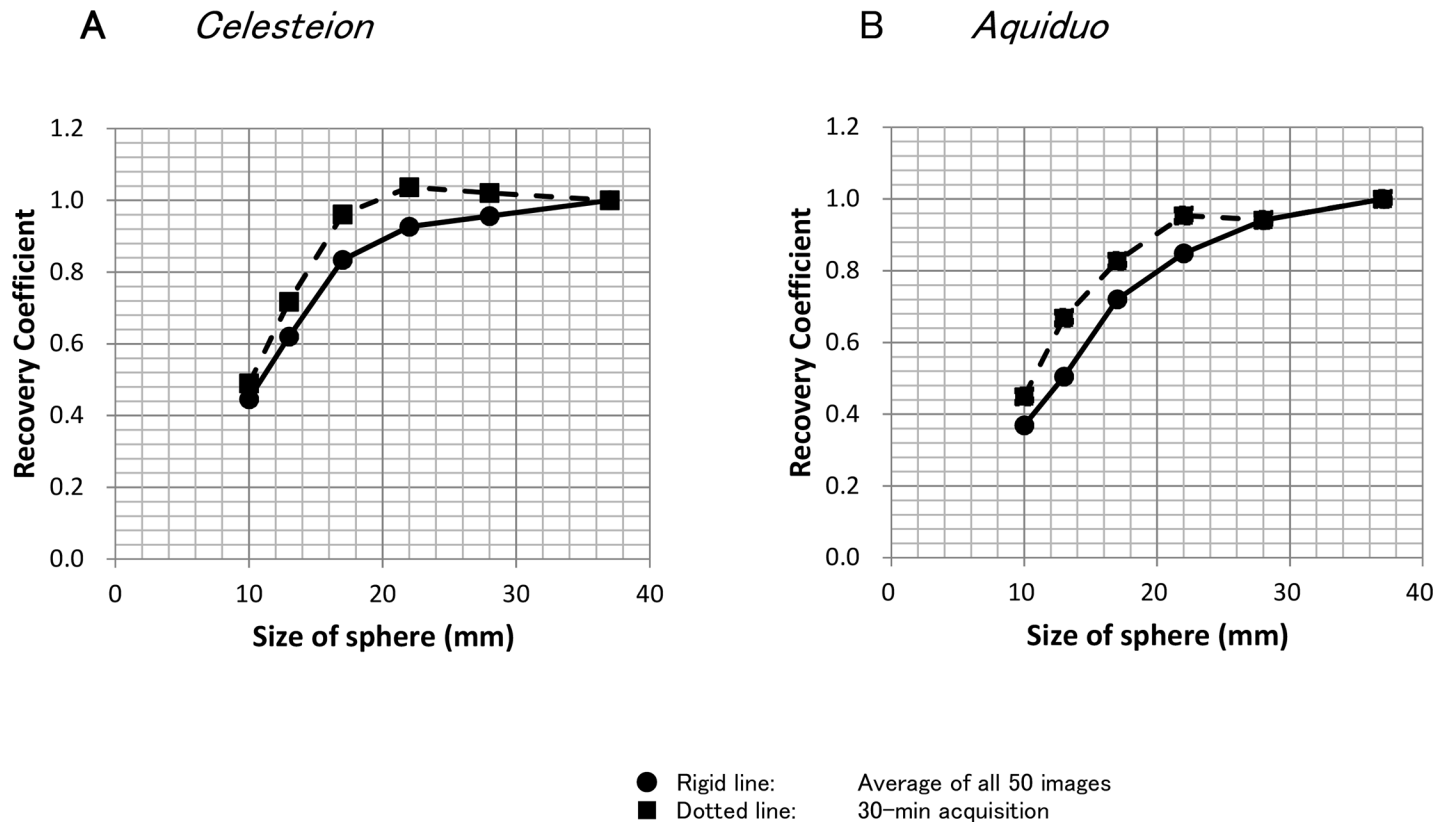 A Celesteion
1.2
1.0
0.8
0.6
0.4
0.2
0.0
0 10 20 30 40
Recovery Coefficient
Size of sphere (mm)
B Aquiduo
1.2
1.0
0.8
0.6
0.4
0.2
0.0
0 10 20 30 40
Recovery Coefficient
Size of sphere (mm)
Rigid line: Average of all 50 images
Dotted line: 30-min acquisition